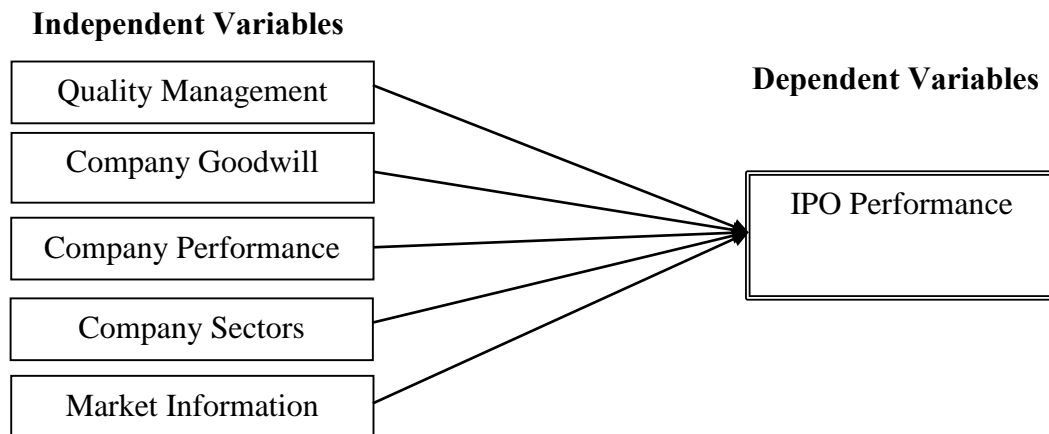 Independent Variables
Quality Management
Company Goodwill
Company Performance
Company Sectors
Market Information
Dependent Variables
IPO Performance